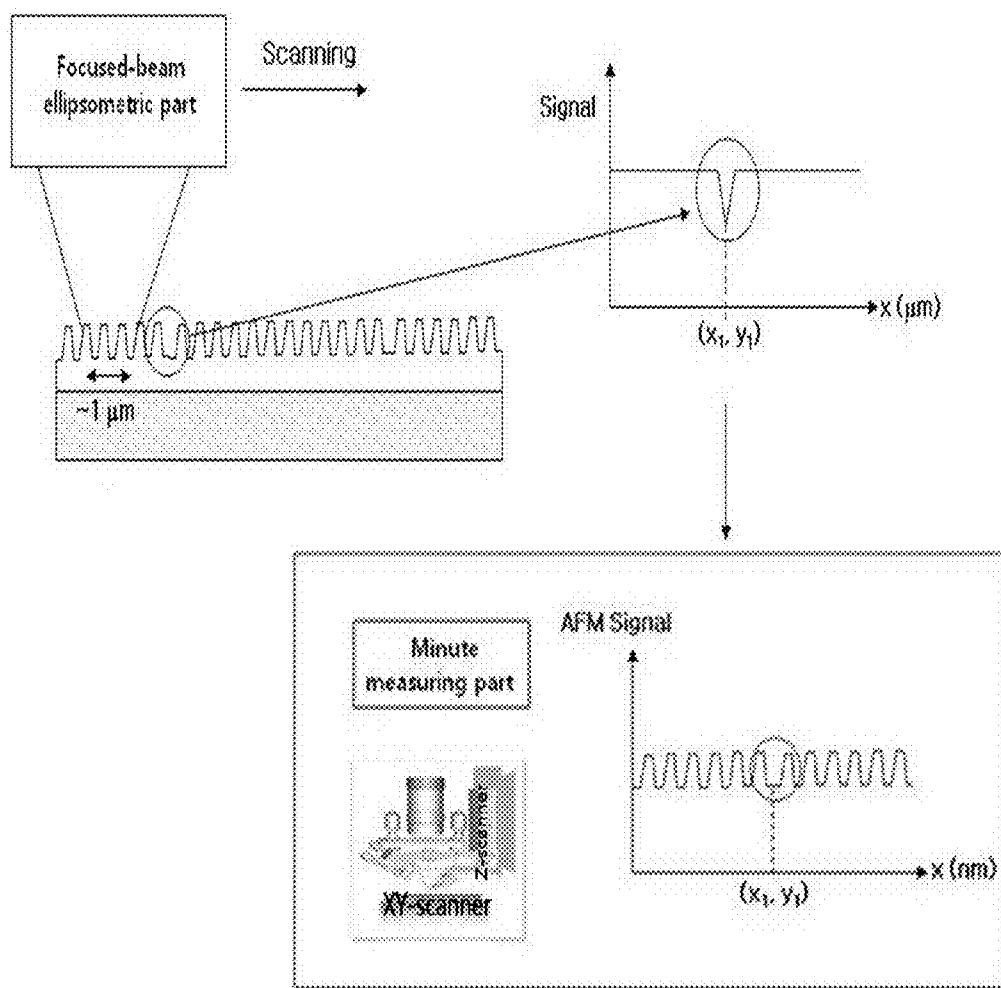 Focused-beam
ellipsometric part
Scanning
Signal
x (μm)
(x₁, y₁)
~1 μm
Minute
measuring part
AFM Signal
Z-scanner
XY-scanner
x (nm)
(x₁, y₁)